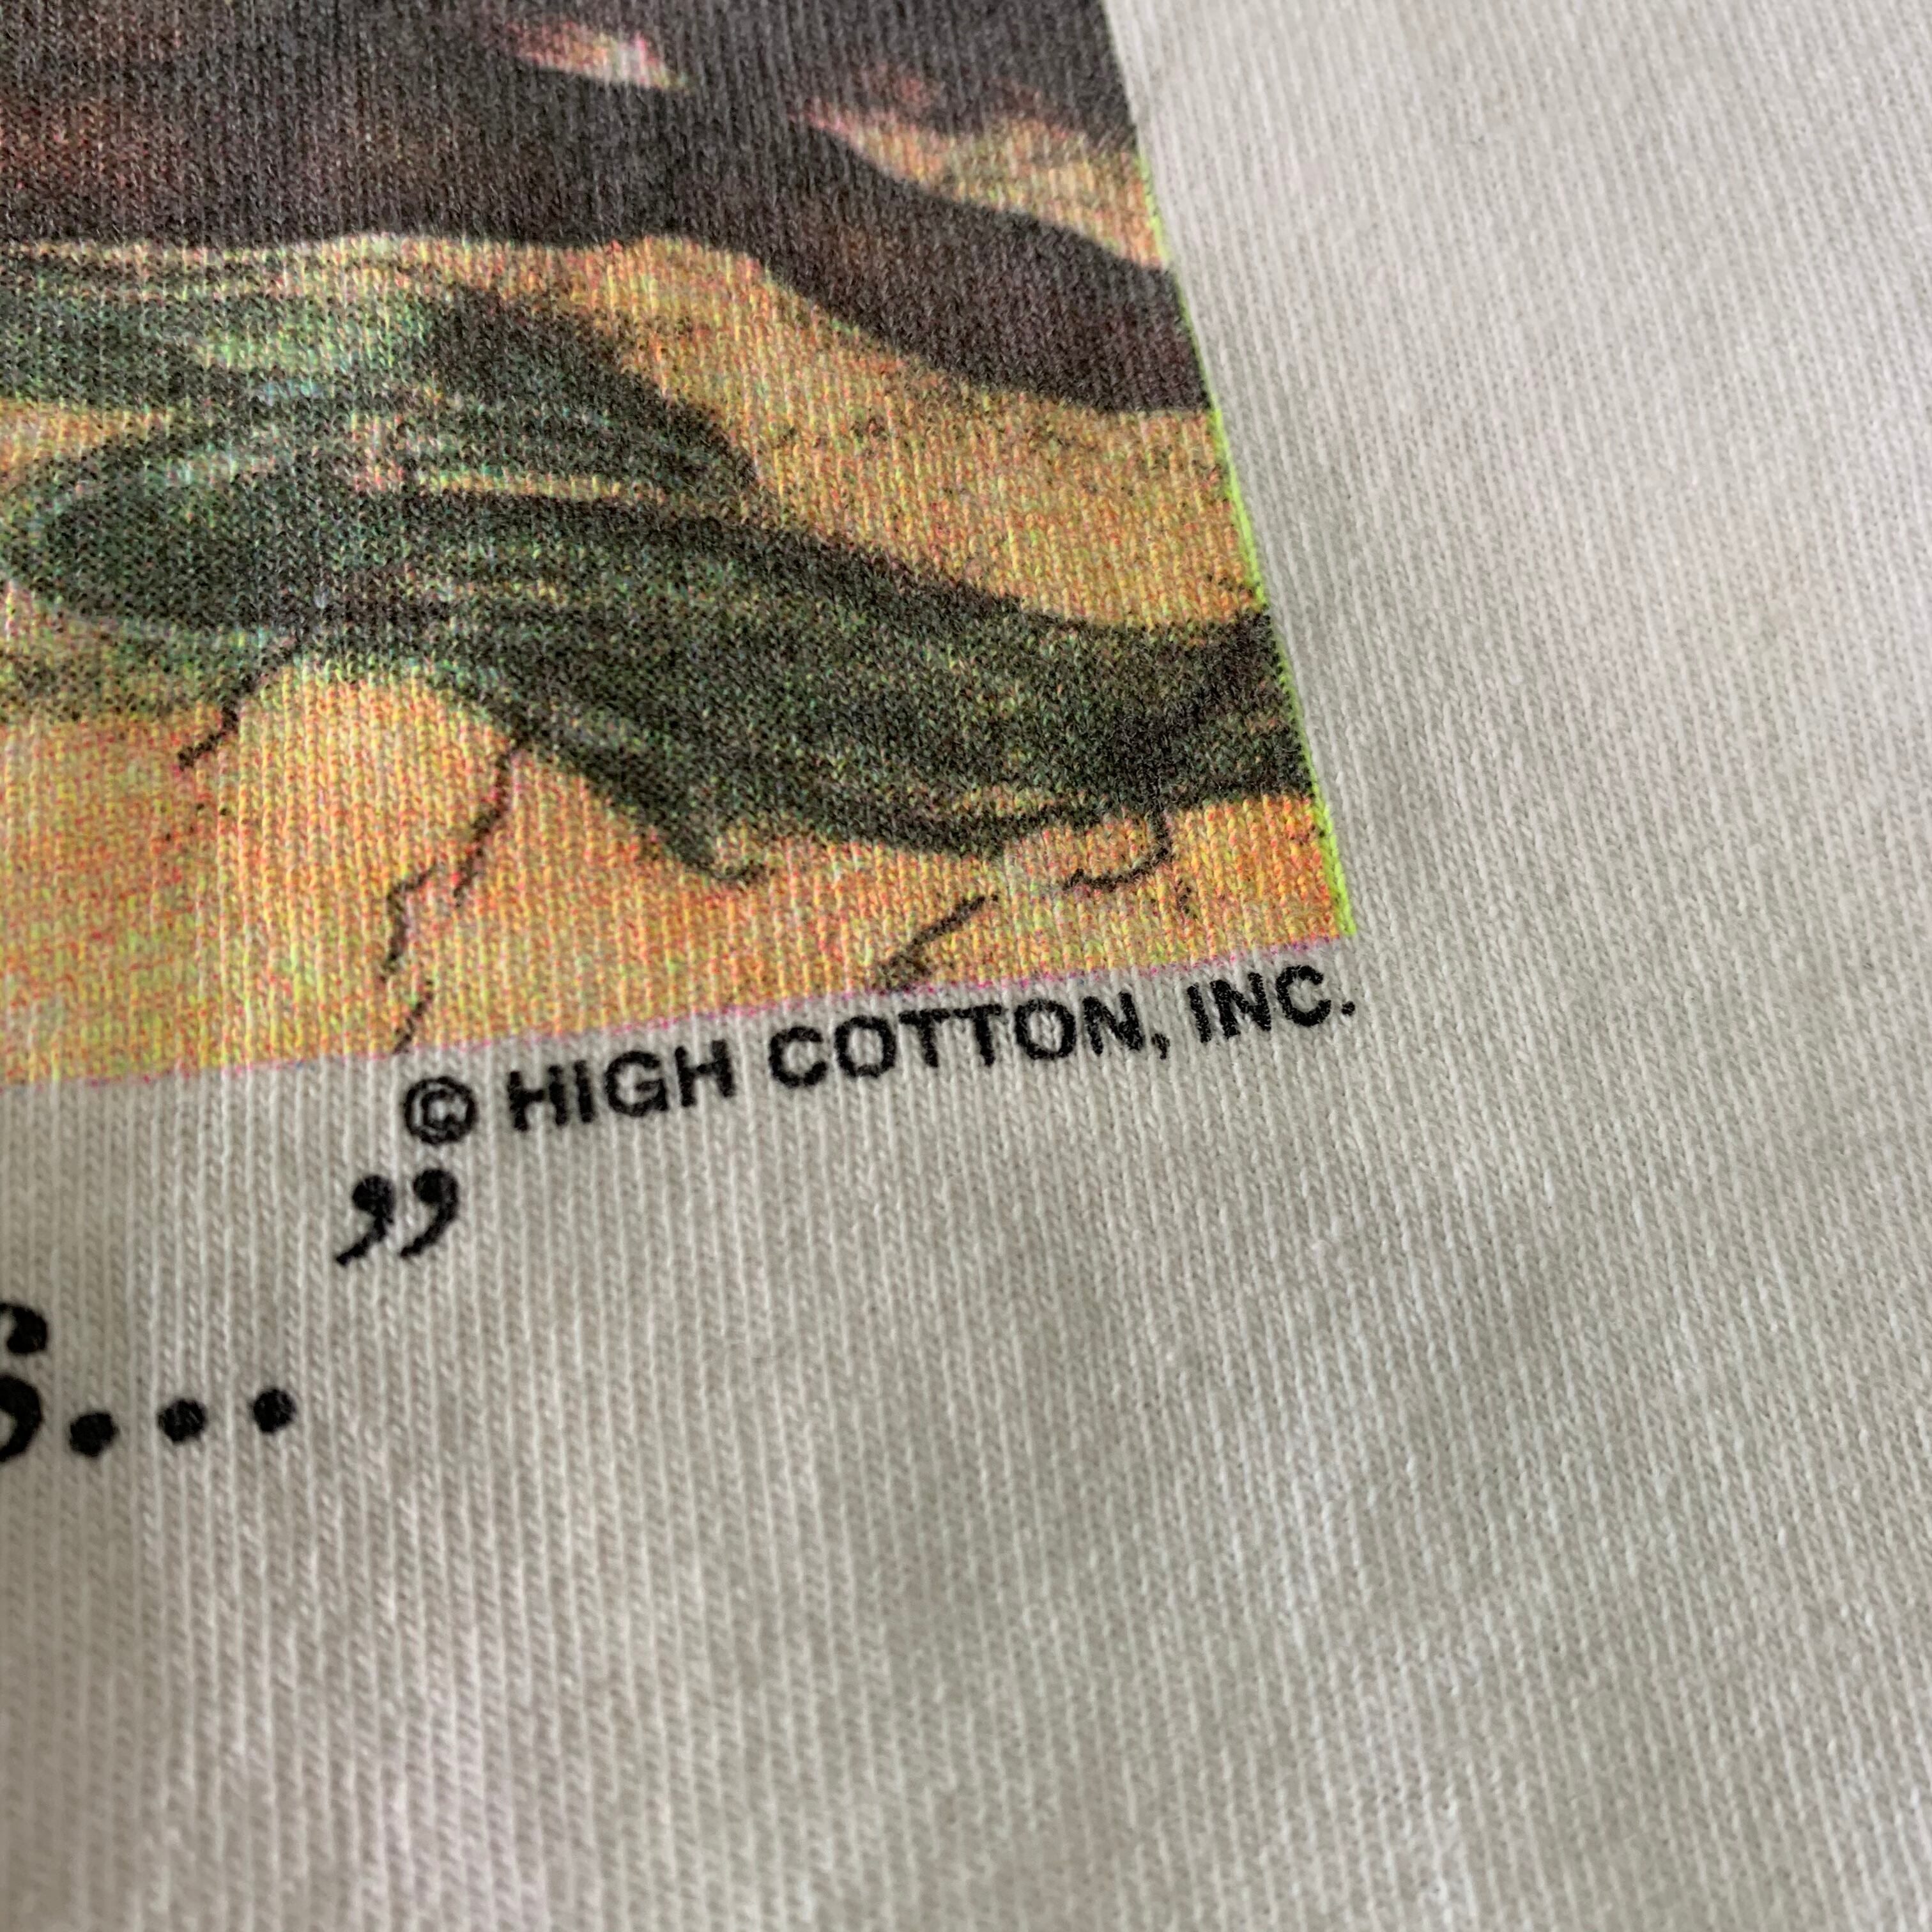 © HIGH COTTON, INC.
”
s...